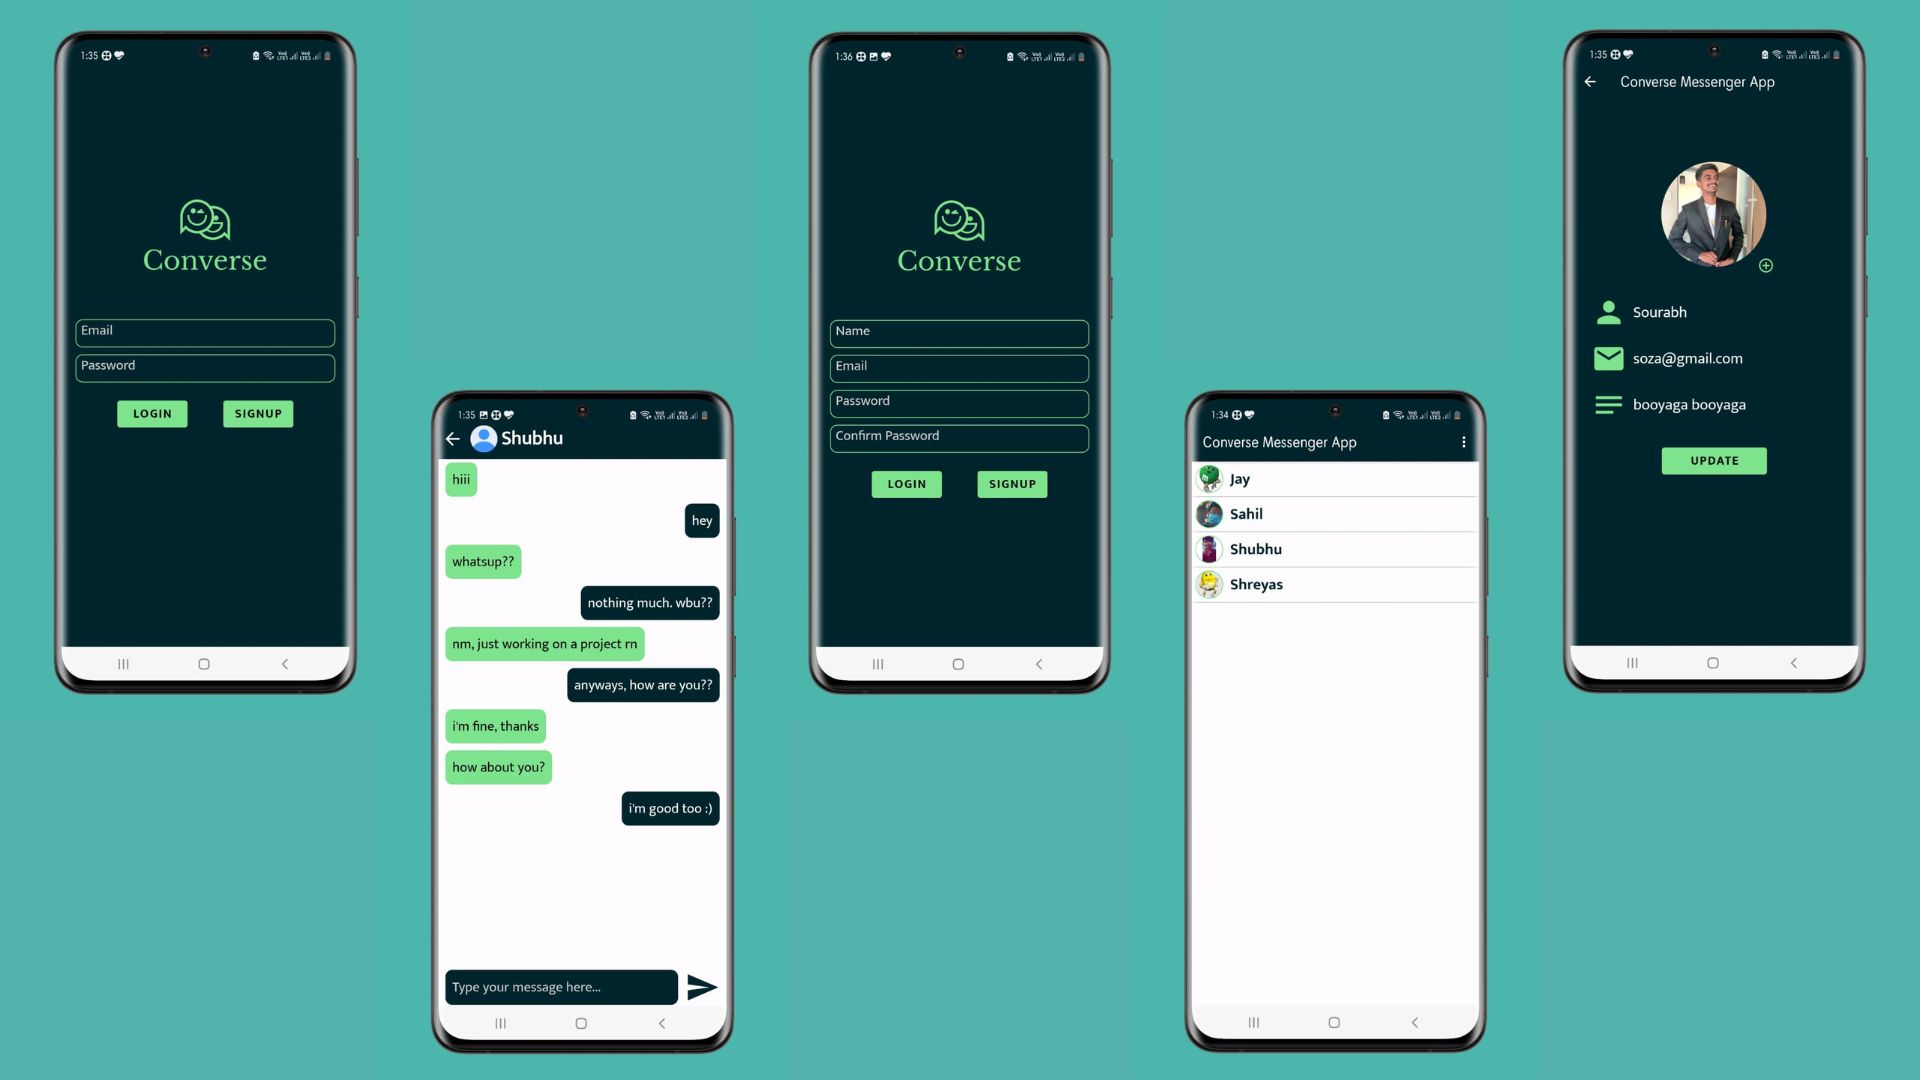 1:35
Converse
Email
Password
LOGIN SIGNUP
1:35
Shubhu
hiii
hey
whatsup??
nothing much. wbu??
nm, just working on a project rn
anyways, how are you??
i'm fine, thanks
how about you?
i'm good too :)
Type your message here...
1:36
Converse
Name
Email
Password
Confirm Password
LOGIN SIGNUP
1:34
Converse Messenger App
Jay
Sahil
Shubhu
Shreyas
1:35
Converse Messenger App
Sourabh
soza@gmail.com
booyaga booyaga
UPDATE